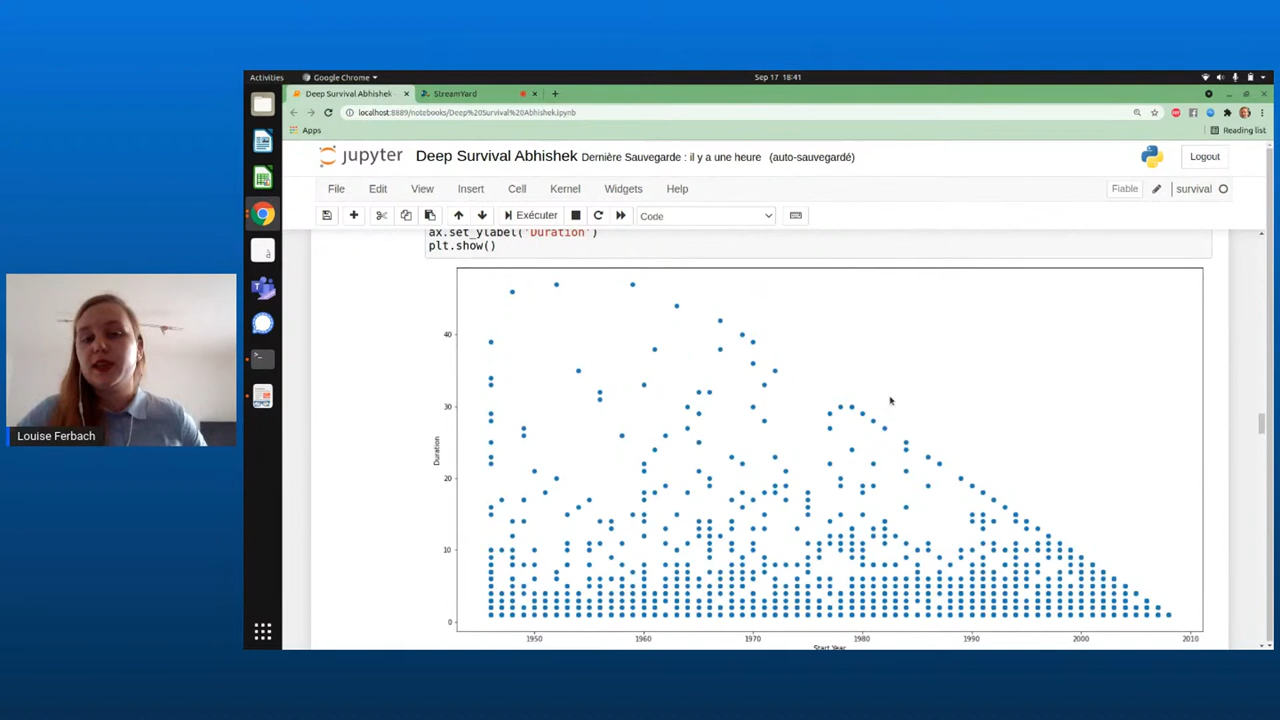 Activities
Google Chrome
Sep 17 18:41
Deep Survival Abhishek
StreamYard
localhost:8889/notebooks/Deep%20Survival%20Abhishek.ipynb
Apps
Reading list
jupyter
Deep Survival Abhishek
Dernière Sauvegarde : il y a une heure (auto-sauvegardé)
Logout
File Edit View Insert Cell Kernel Widgets Help
Fiable
survival
Exécuter
Code
ax.set_ylabel('Duration')
plt.show()
40
30
20
10
0
Duration
1950 1960 1970 1980 1990 2000 2010
Start Year
Louise Ferbach